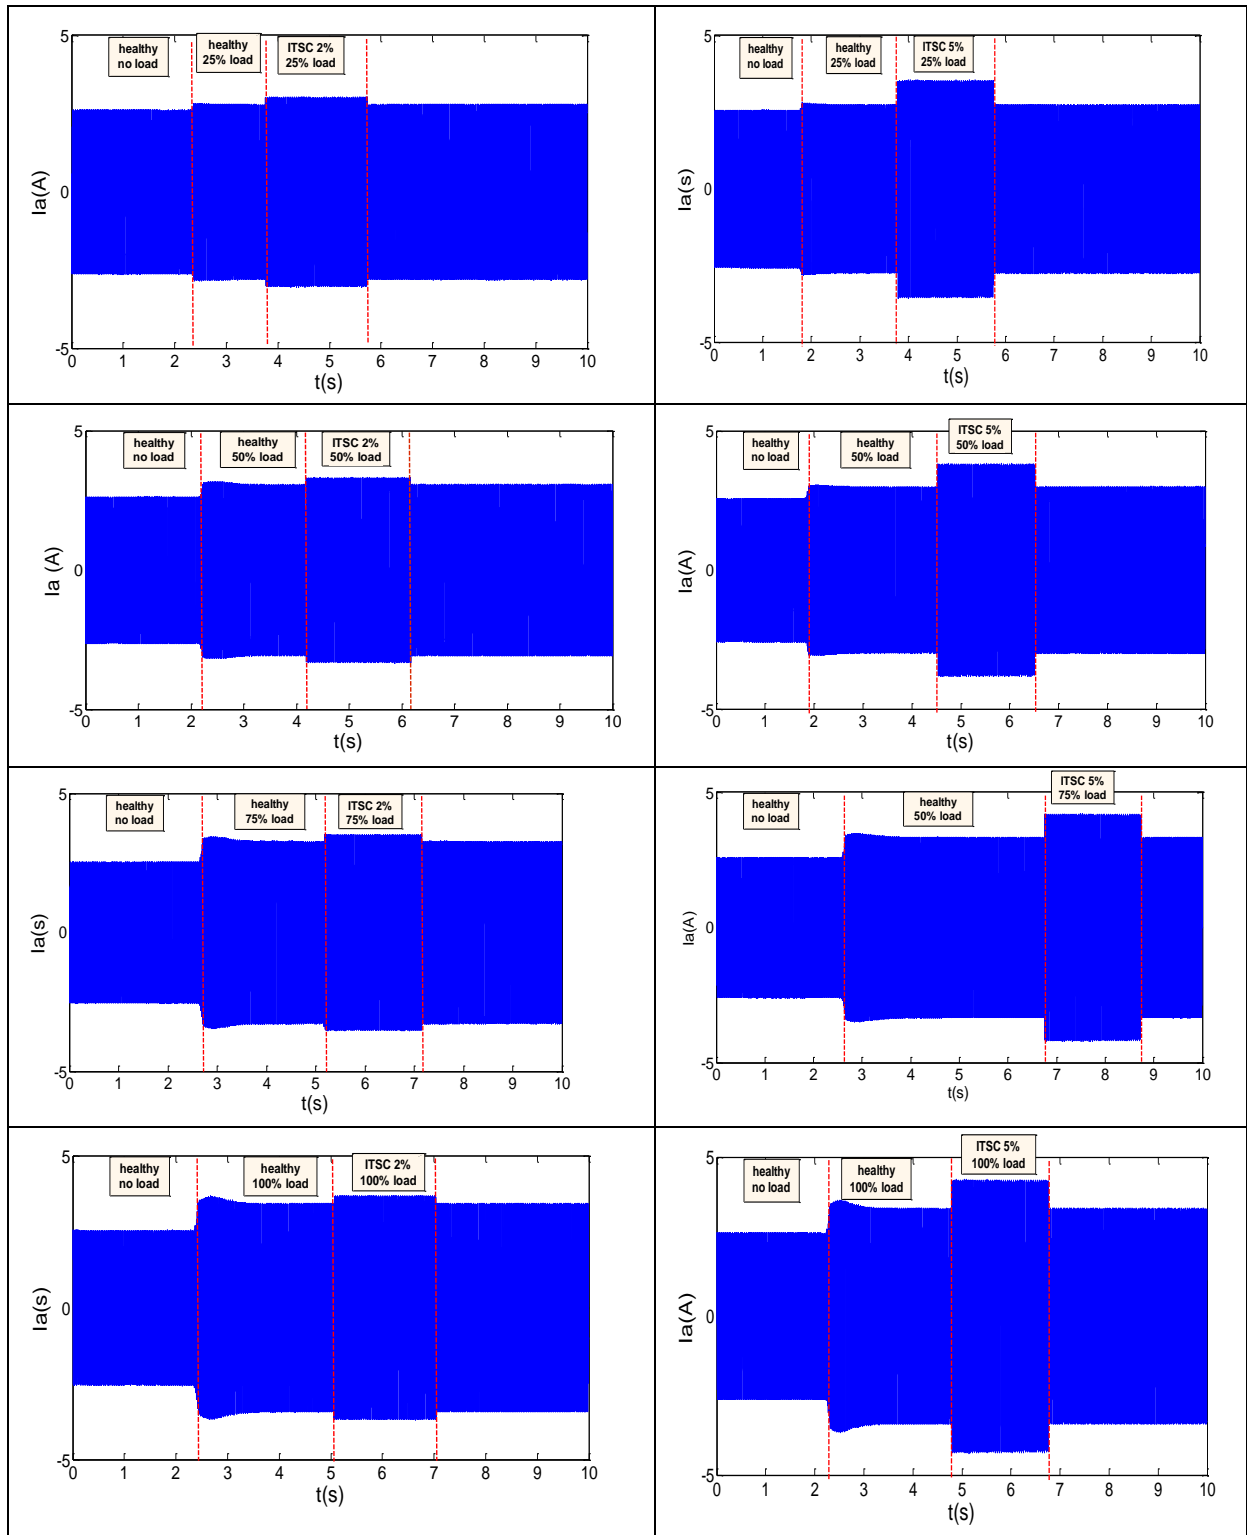 5
healthy
no load
healthy
25% load
ITSC 2%
25% load
Ia(A)
0
-5
0 1 2 3 4 5 6 7 8 9 10
t(s)
5
healthy
no load
healthy
25% load
ITSC 5%
25% load
Ia(s)
0
-5
0 1 2 3 4 5 6 7 8 9 10
t(s)
5
healthy
no load
healthy
50% load
ITSC 2%
50% load
Ia (A)
0
-5
0 1 2 3 4 5 6 7 8 9 10
t(s)
5
healthy
no load
healthy
50% load
ITSC 5%
50% load
Ia(A)
0
-5
0 1 2 3 4 5 6 7 8 9 10
t(s)
5
healthy
no load
healthy
75% load
ITSC 2%
75% load
Ia(s)
0
-5
0 1 2 3 4 5 6 7 8 9 10
t(s)
5
healthy
no load
healthy
50% load
ITSC 5%
75% load
Ia(A)
0
-5
0 1 2 3 4 5 6 7 8 9 10
t(s)
5
healthy
no load
healthy
100% load
ITSC 2%
100% load
Ia(s)
0
-5
0 1 2 3 4 5 6 7 8 9 10
t(s)
5
healthy
no load
healthy
100% load
ITSC 5%
100% load
Ia(A)
0
-5
0 1 2 3 4 5 6 7 8 9 10
t(s)